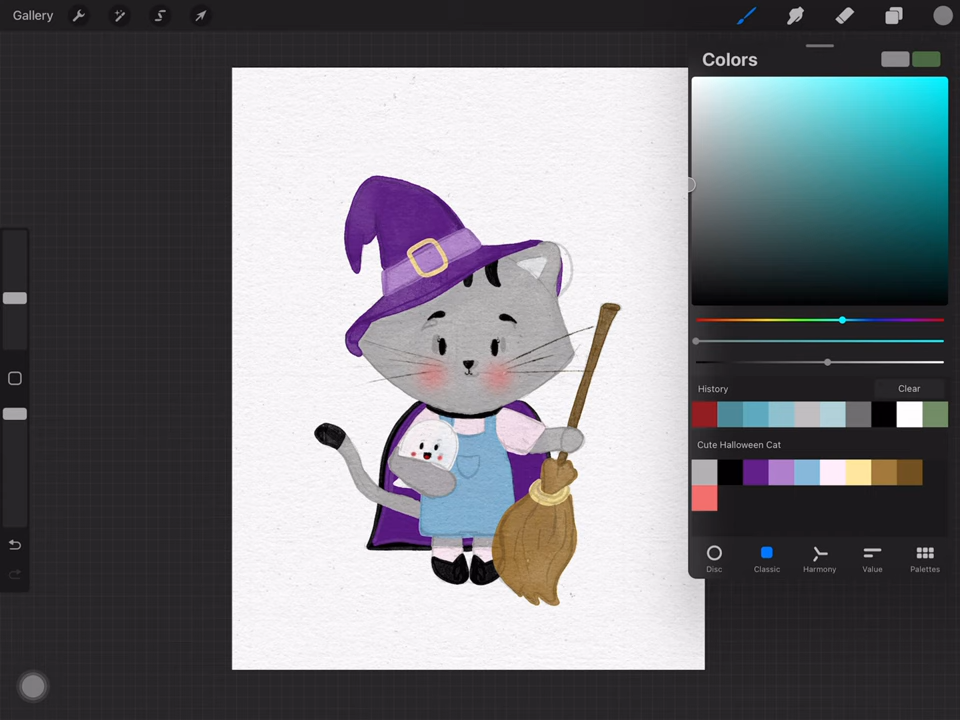 Gallery
Colors
History
Clear
Cute Halloween Cat
Disc
Classic
Harmony
Value
Palettes